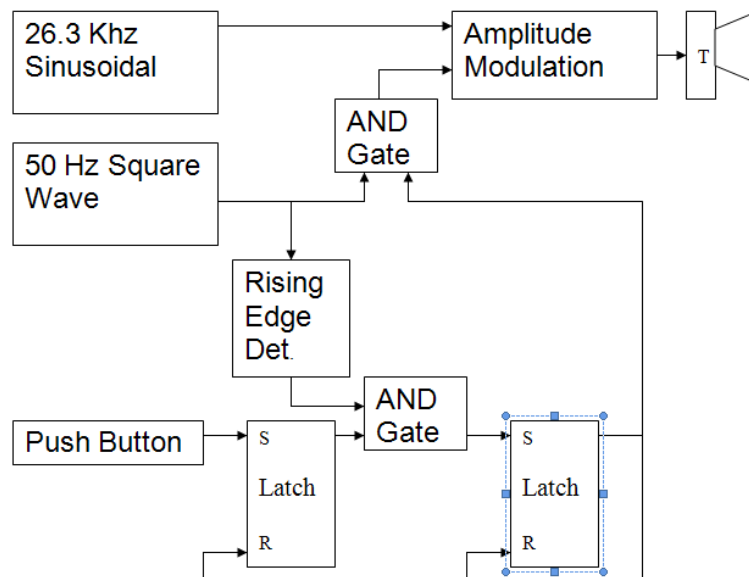 26.3 Khz
Sinusoidal
Amplitude
Modulation
T
AND
Gate
50 Hz Square
Wave
Rising
Edge
Det.
AND
Gate
Push Button
S
Latch
R
S
Latch
R